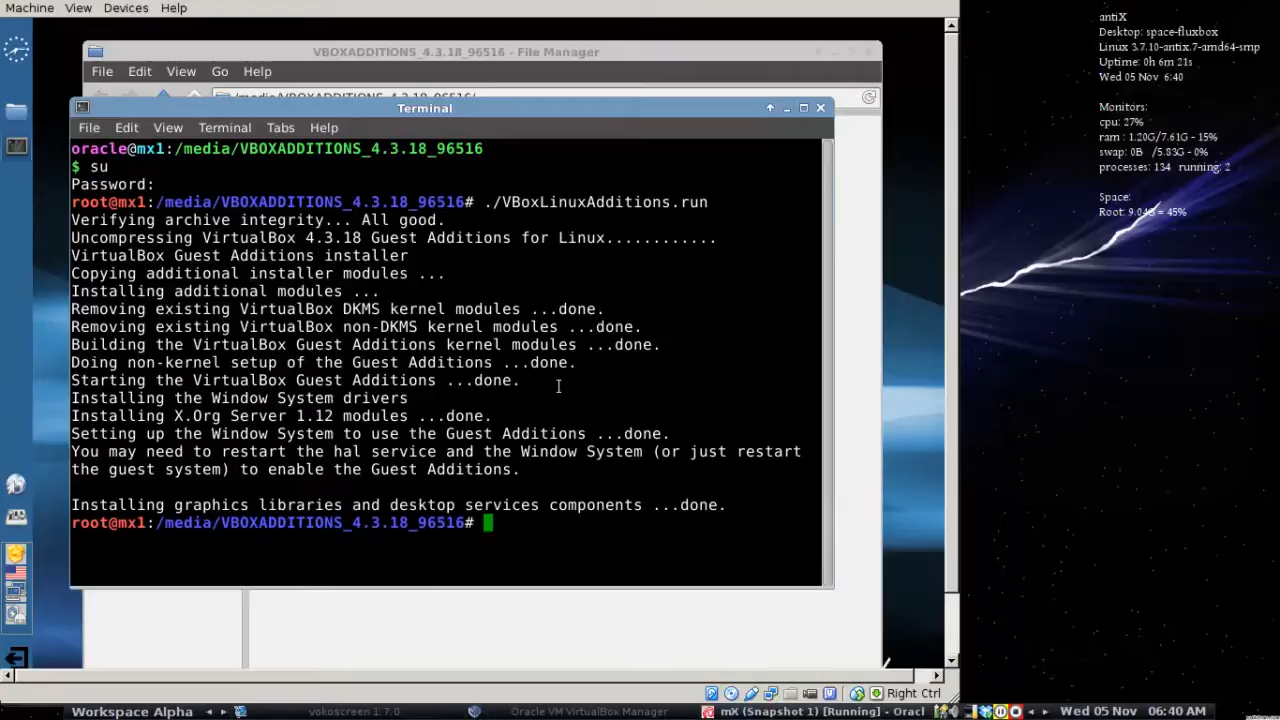 Machine View Devices Help
VBOXADDITIONS_4.3.18_96516 - File Manager
File Edit View Go Help
Terminal
File Edit View Terminal Tabs Help
oracle@mx1:/media/VBOXADDITIONS_4.3.18_96516
$ su
Password:
root@mx1:/media/VBOXADDITIONS_4.3.18_96516# ./VBoxLinuxAdditions.run
Verifying archive integrity... All good.
Uncompressing VirtualBox 4.3.18 Guest Additions for Linux............
VirtualBox Guest Additions installer
Copying additional installer modules ...
Installing additional modules ...
Removing existing VirtualBox DKMS kernel modules ...done.
Removing existing VirtualBox non-DKMS kernel modules ...done.
Building the VirtualBox Guest Additions kernel modules ...done.
Doing non-kernel setup of the Guest Additions ...done.
Starting the VirtualBox Guest Additions ...done.
Installing the Window System drivers
Installing X.Org Server 1.12 modules ...done.
Setting up the Window System to use the Guest Additions ...done.
You may need to restart the hal service and the Window System (or just restart
the guest system) to enable the Guest Additions.
Installing graphics libraries and desktop services components ...done.
root@mx1:/media/VBOXADDITIONS_4.3.18_96516#
antiX
Desktop: space-fluxbox
Linux 3.7.10-antix.7-amd64-smp
Uptime: 0h 6m 21s
Wed 05 Nov 6:40
Monitors:
cpu: 27%
ram : 1.20G/7.61G - 15%
swap: 0B /5.83G - 0%
processes: 134 running: 2
Space:
Root: 9.04G = 45%
Right Ctrl
Workspace Alpha
vokoscreen 1.7.0
Oracle VM VirtualBox Manager
mX (Snapshot 1) [Running] - Oracl
Wed 05 Nov 06:40 AM